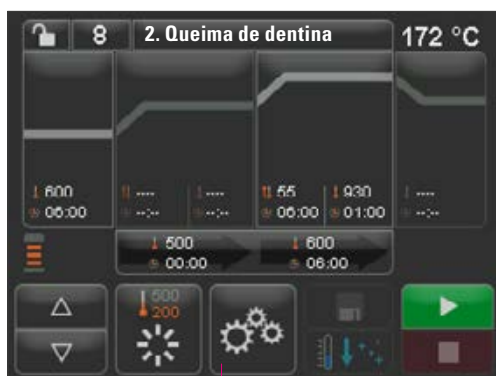 8 2. Queima de dentina 172 °C
600 ---- ---- 55 930 ----
06:00 --:-- --:-- 06:00 01:00 --:--
500 600
00:00 06:00
500
200